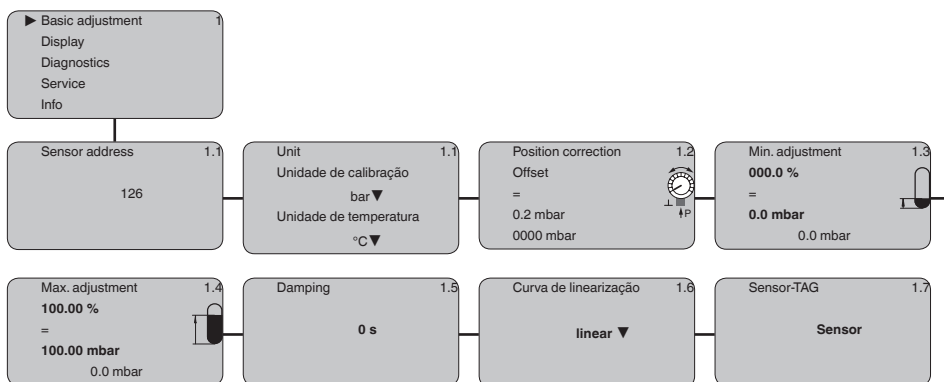 ▶ Basic adjustment 1
Display
Diagnostics
Service
Info
Sensor address 1.1
126
Unit 1.1
Unidade de calibração
bar▼
Unidade de temperatura
°C▼
Position correction 1.2
Offset
=
0.2 mbar
P
0000 mbar
Min. adjustment 1.3
000.0 %
=
0.0 mbar
0.0 mbar
Max. adjustment 1.4
100.00 %
=
100.00 mbar
0.0 mbar
Damping 1.5
0 s
Curva de linearização 1.6
linear ▼
Sensor-TAG 1.7
Sensor